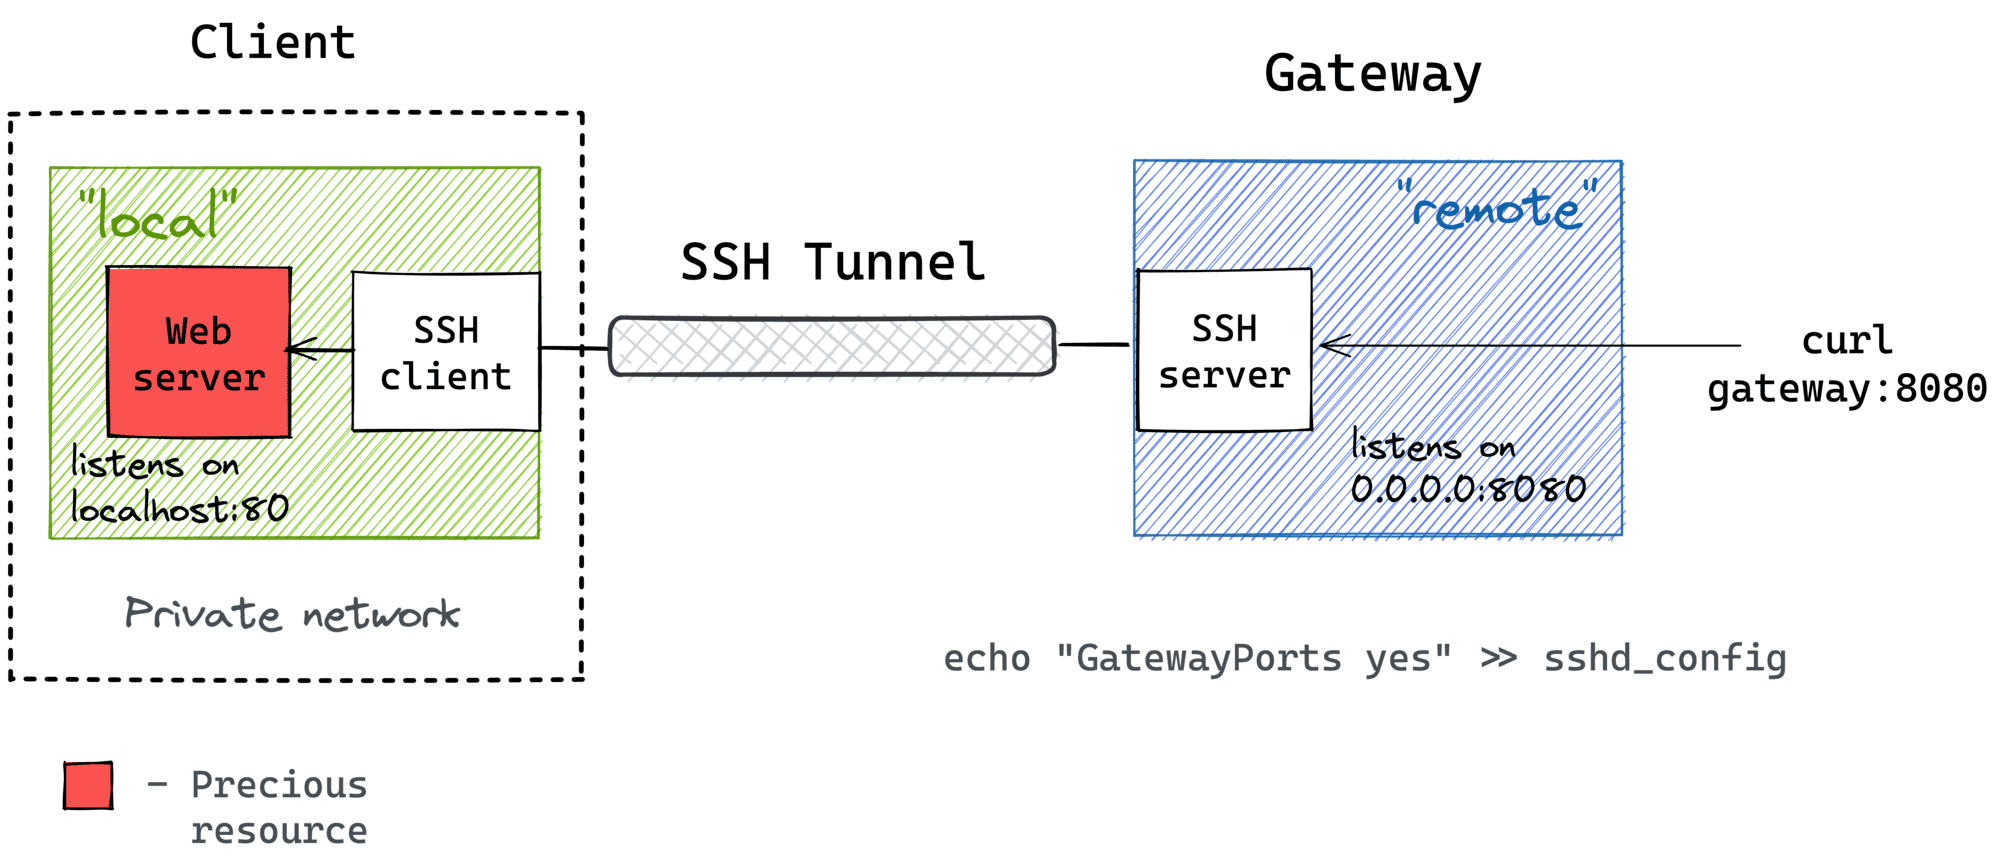 Client
Gateway
"local"
"remote"
SSH Tunnel
Web
server
SSH
client
SSH
server
curl
gateway:8080
listens on
localhost:80
listens on
0.0.0.0:8080
Private network
echo "GatewayPorts yes" >> sshd_config
– Precious
resource